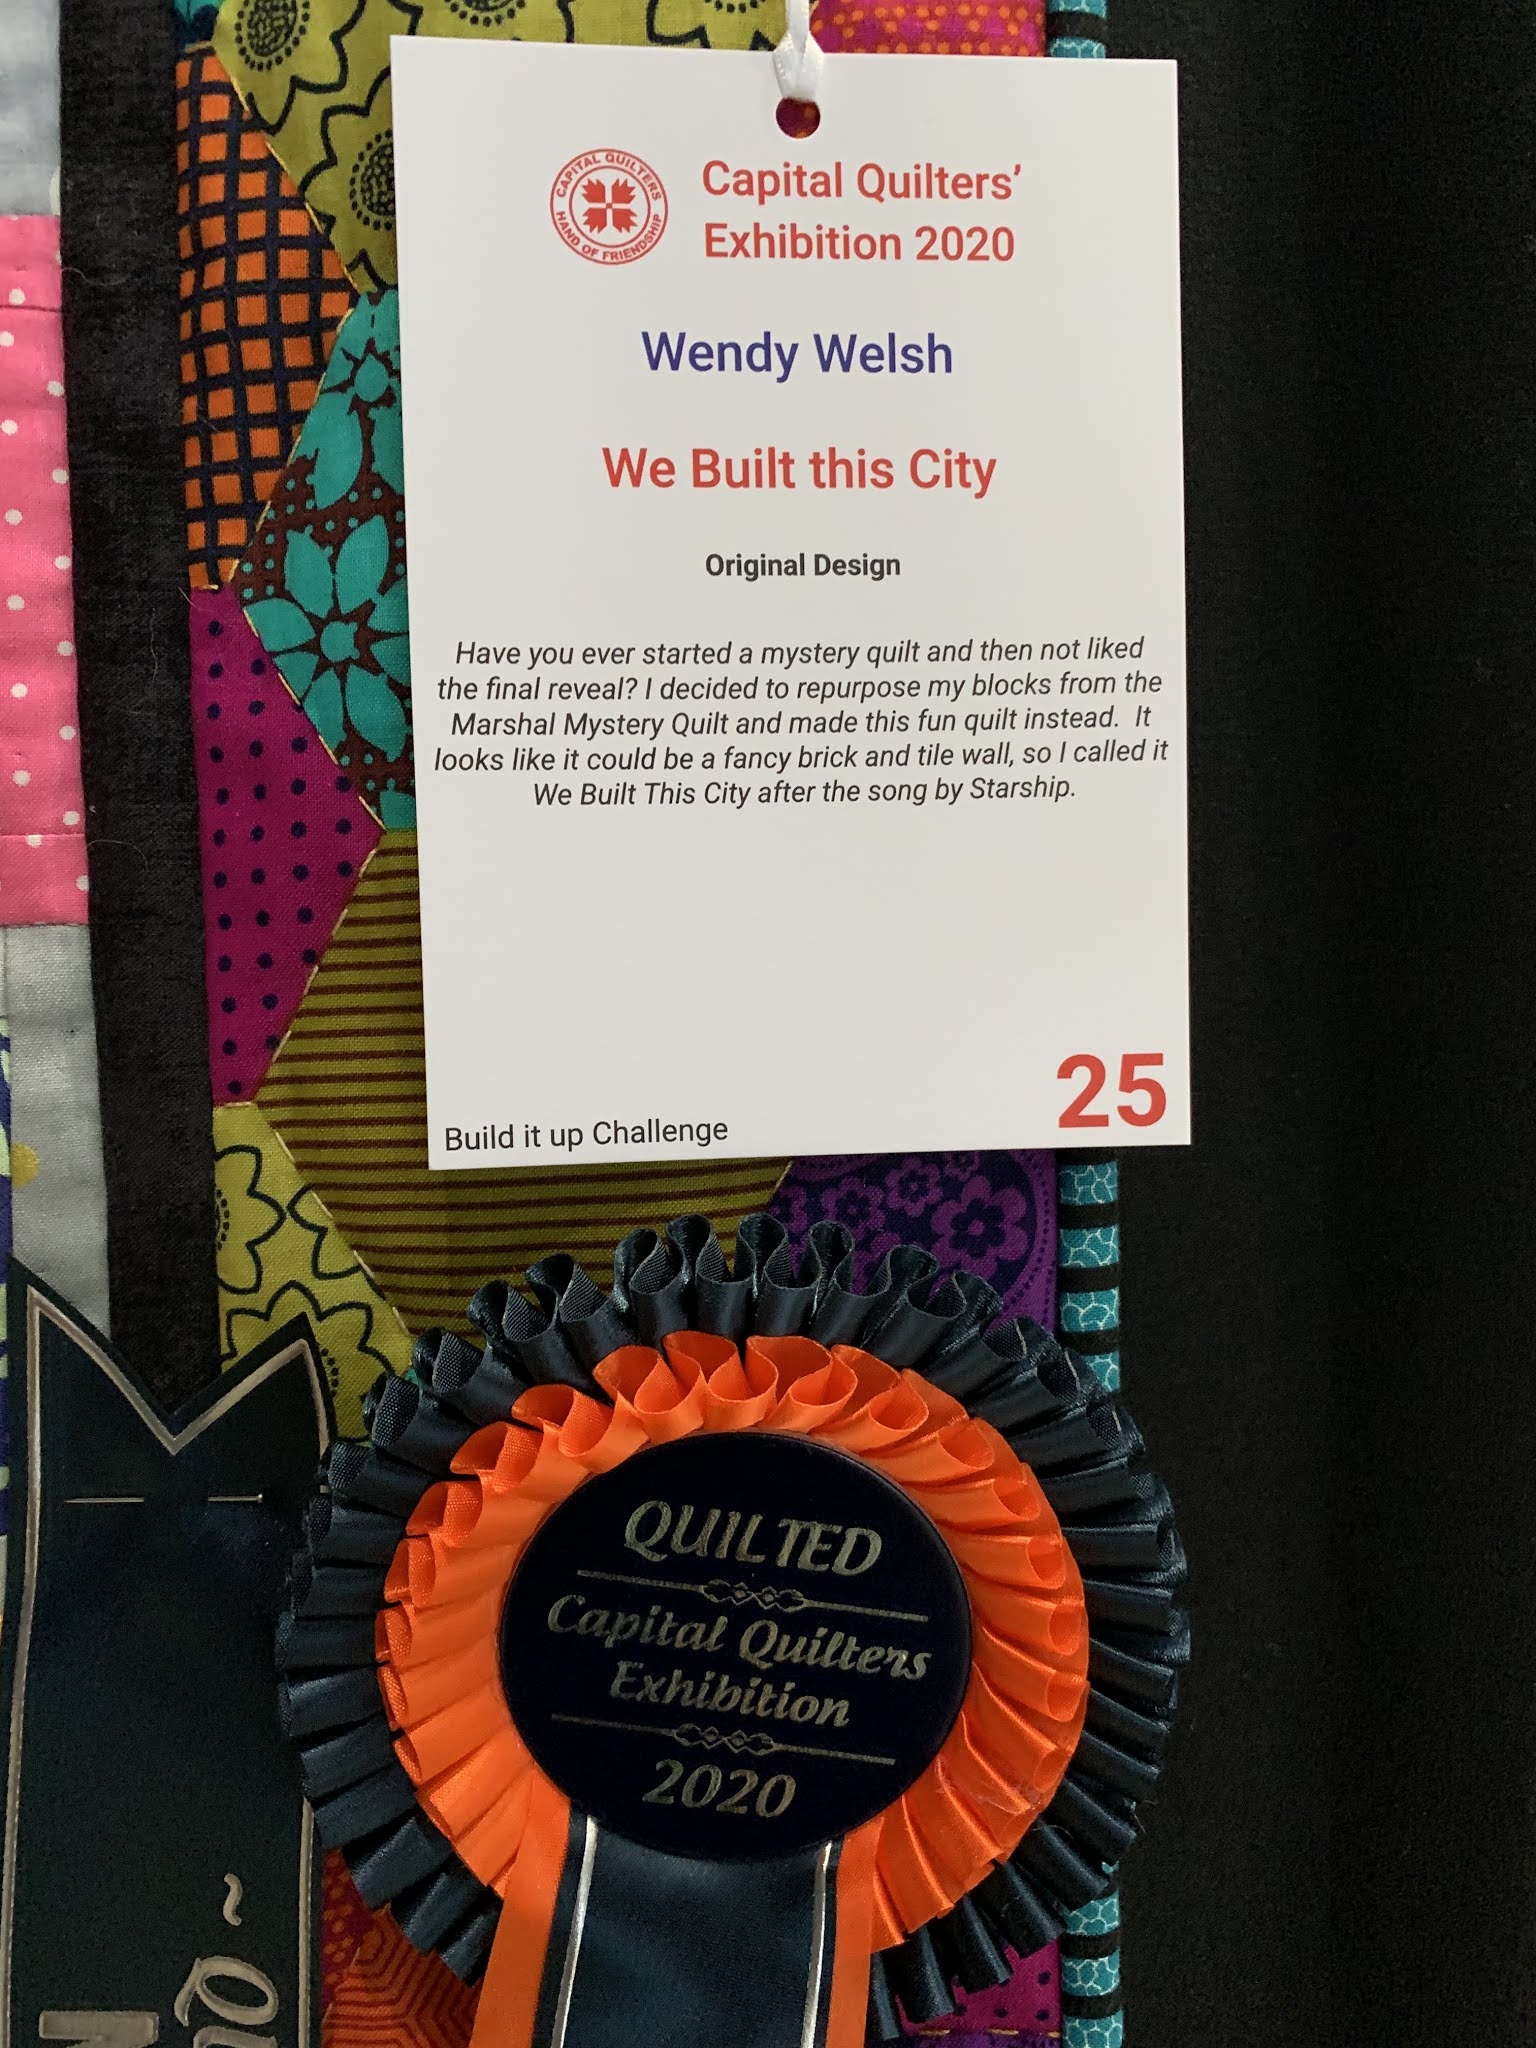 CAPITAL QUILTERS
HAND OF FRIENDSHIP
Capital Quilters’
Exhibition 2020
Wendy Welsh
We Built this City
Original Design
Have you ever started a mystery quilt and then not liked
the final reveal? I decided to repurpose my blocks from the
Marshal Mystery Quilt and made this fun quilt instead.  It
looks like it could be a fancy brick and tile wall, so I called it
We Built This City after the song by Starship.
Build it up Challenge
25
QUILTED
Capital Quilters
Exhibition
2020